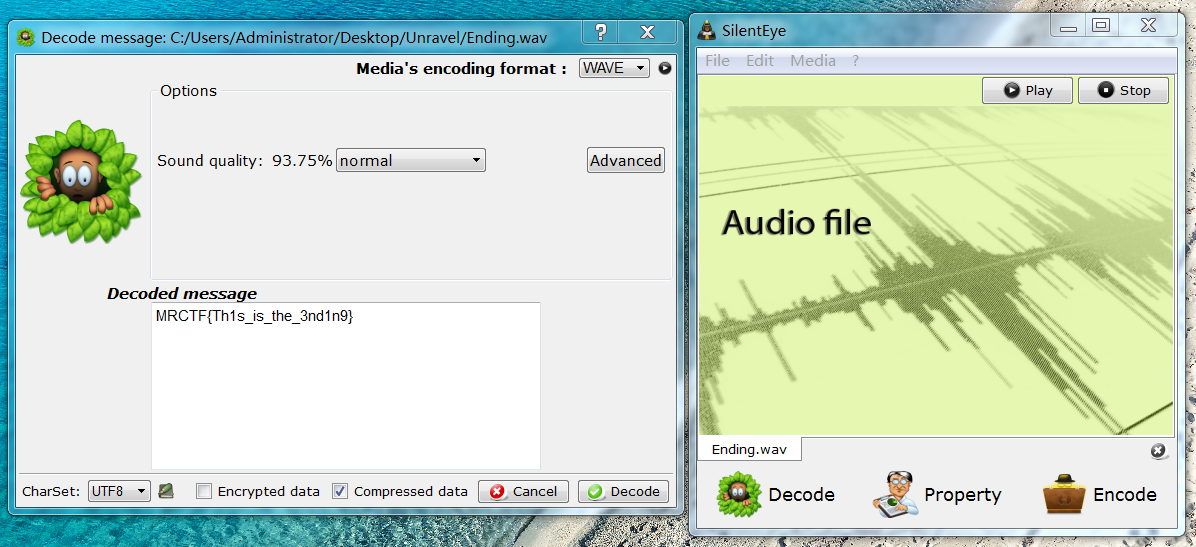 Decode message: C:/Users/Administrator/Desktop/Unravel/Ending.wav
?
Media's encoding format : WAVE
Options
Sound quality: 93.75% normal
Advanced
Decoded message
MRCTF{Th1s_is_the_3nd1n9}
CharSet: UTF8
Encrypted data
Compressed data
Cancel
Decode
SilentEye
File Edit Media ?
Play Stop
Audio file
Ending.wav
Decode Property Encode